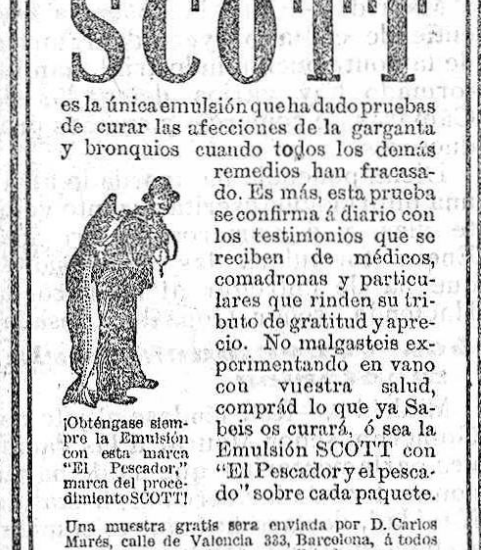 SCOTT
es la única emulsión que ha dado pruebas
de curar las afecciones de la garganta
y bronquios cuando todos los demás
remedios han fracasa-
do. Es más, esta prueba
se confirma á diario con
los testimonios que se
reciben de médicos,
comadronas y particu-
lares que rinden su tri-
buto de gratitud y apre-
cio. No malgasteis ex-
perimentando en vano
con vuestra salud,
comprád lo que ya Sa-
beis os curará, ó sea la
Emulsión SCOTT con
"El Pescador y el pesca-
do" sobre cada paquete.
¡Obténgase siem-
pre la Emulsión
con esta marca
"El Pescador,"
marca del proce-
dimiento SCOTT!
Una muestra gratis sera enviada por D. Carlos
Marés, calle de Valencia 333, Barcelona, á todos